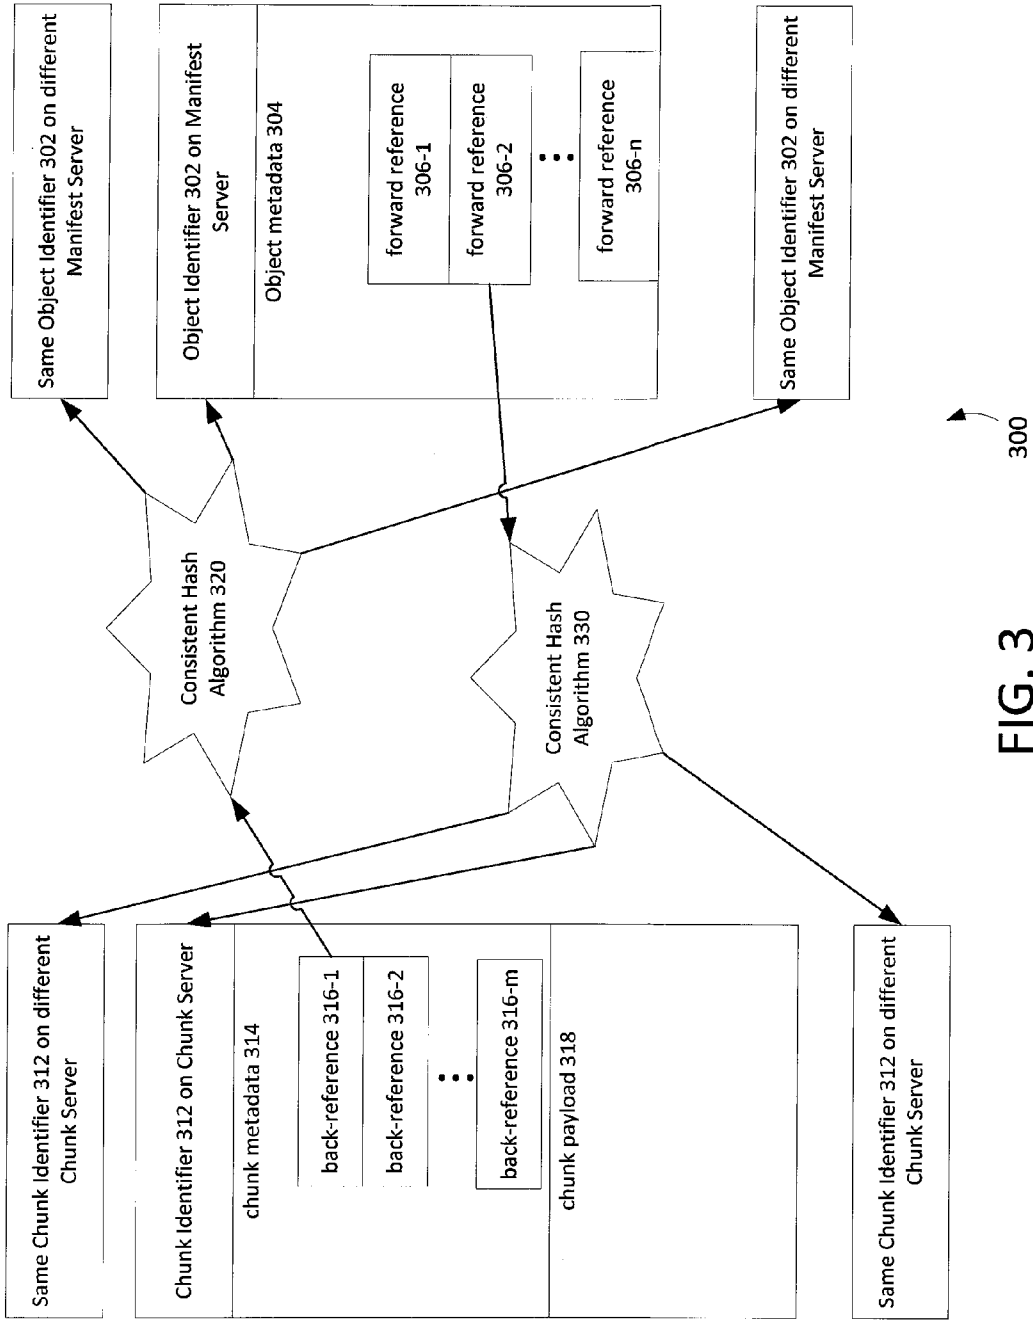 Same Chunk Identifier 312 on different
Chunk Server
Chunk Identifier 312 on Chunk Server
chunk metadata 314
back-reference 316-1
back-reference 316-2
back-reference 316-m
chunk payload 318
Same Chunk Identifier 312 on different
Chunk Server
Consistent Hash
Algorithm 320
Consistent Hash
Algorithm 330
Same Object Identifier 302 on different
Manifest Server
Object Identifier 302 on Manifest
Server
Object metadata 304
forward reference
306-1
forward reference
306-2
forward reference
306-n
Same Object Identifier 302 on different
Manifest Server
300
FIG. 3